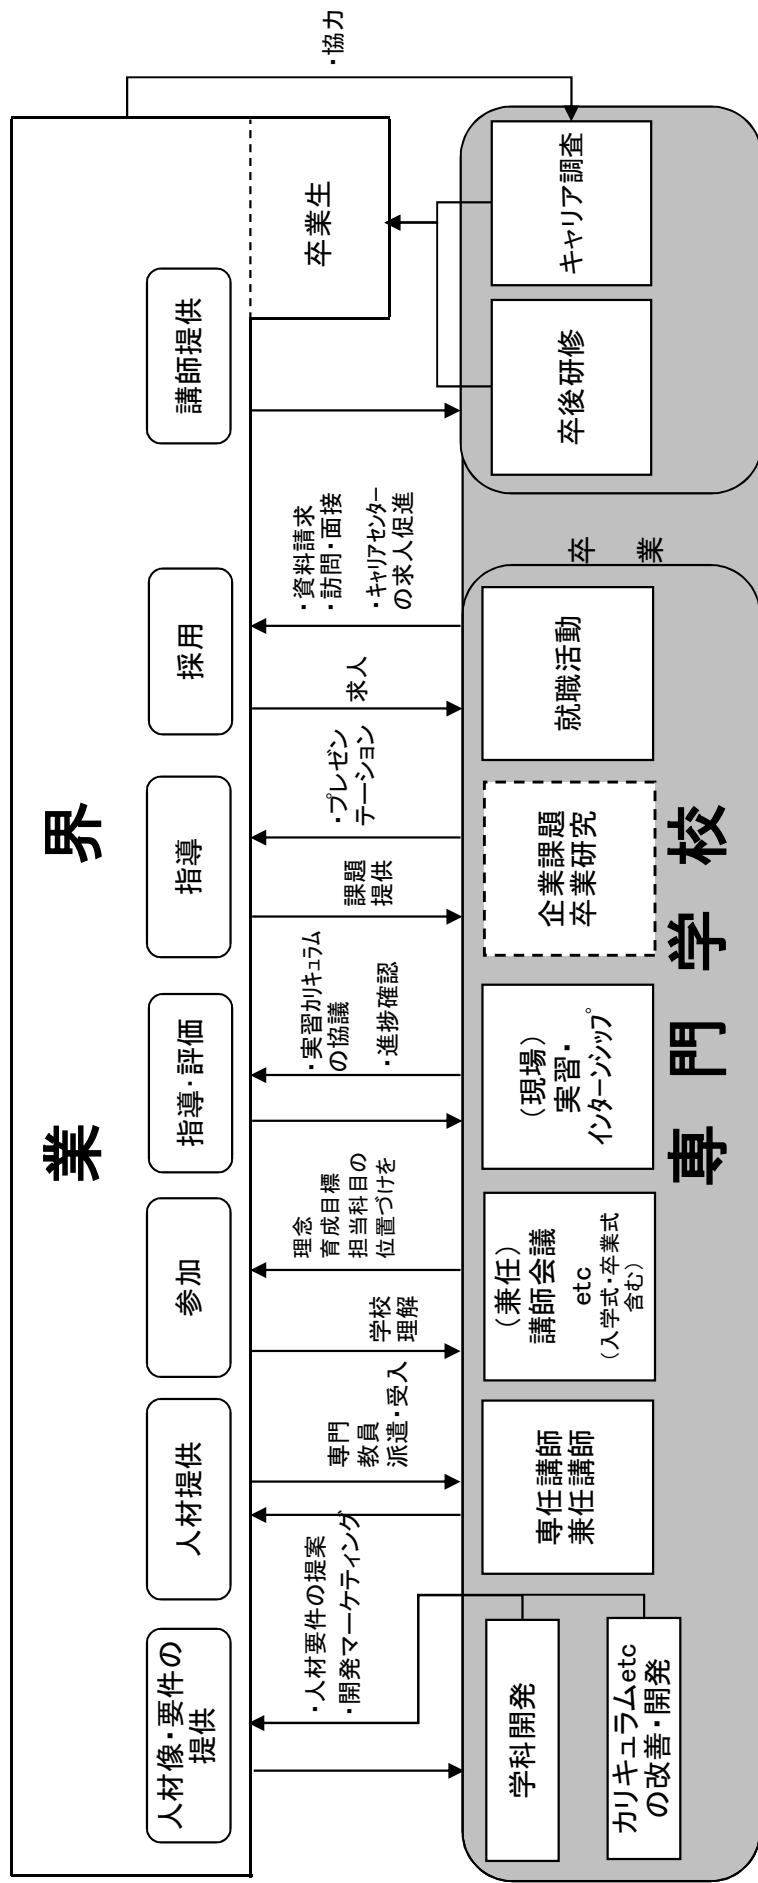 業 界
人材像・要件の
提供
人材提供
参加
指導・評価
指導
採用
講師提供
卒業生
・協力
・人材要件の提案
・開発マーケティング
専門
教員
派遣・受入
学校
理解
理念
育成目標
担当科目の
位置づけを
・実習カリキュラム
の協議
・進捗確認
課題
提供
・プレゼン
テーション
求人
・資料請求
・訪問・面接
・キャリアセンター
の求人促進
学科開発
カリキュラムetc
の改善・開発
専任講師
兼任講師
(兼任)
講師会議
etc
(入学式・卒業式
含む)
(現場)
実習・
インターンシップ
企業課題
卒業研究
就職活動
卒
業
卒後研修
キャリア調査
専 門 学 校